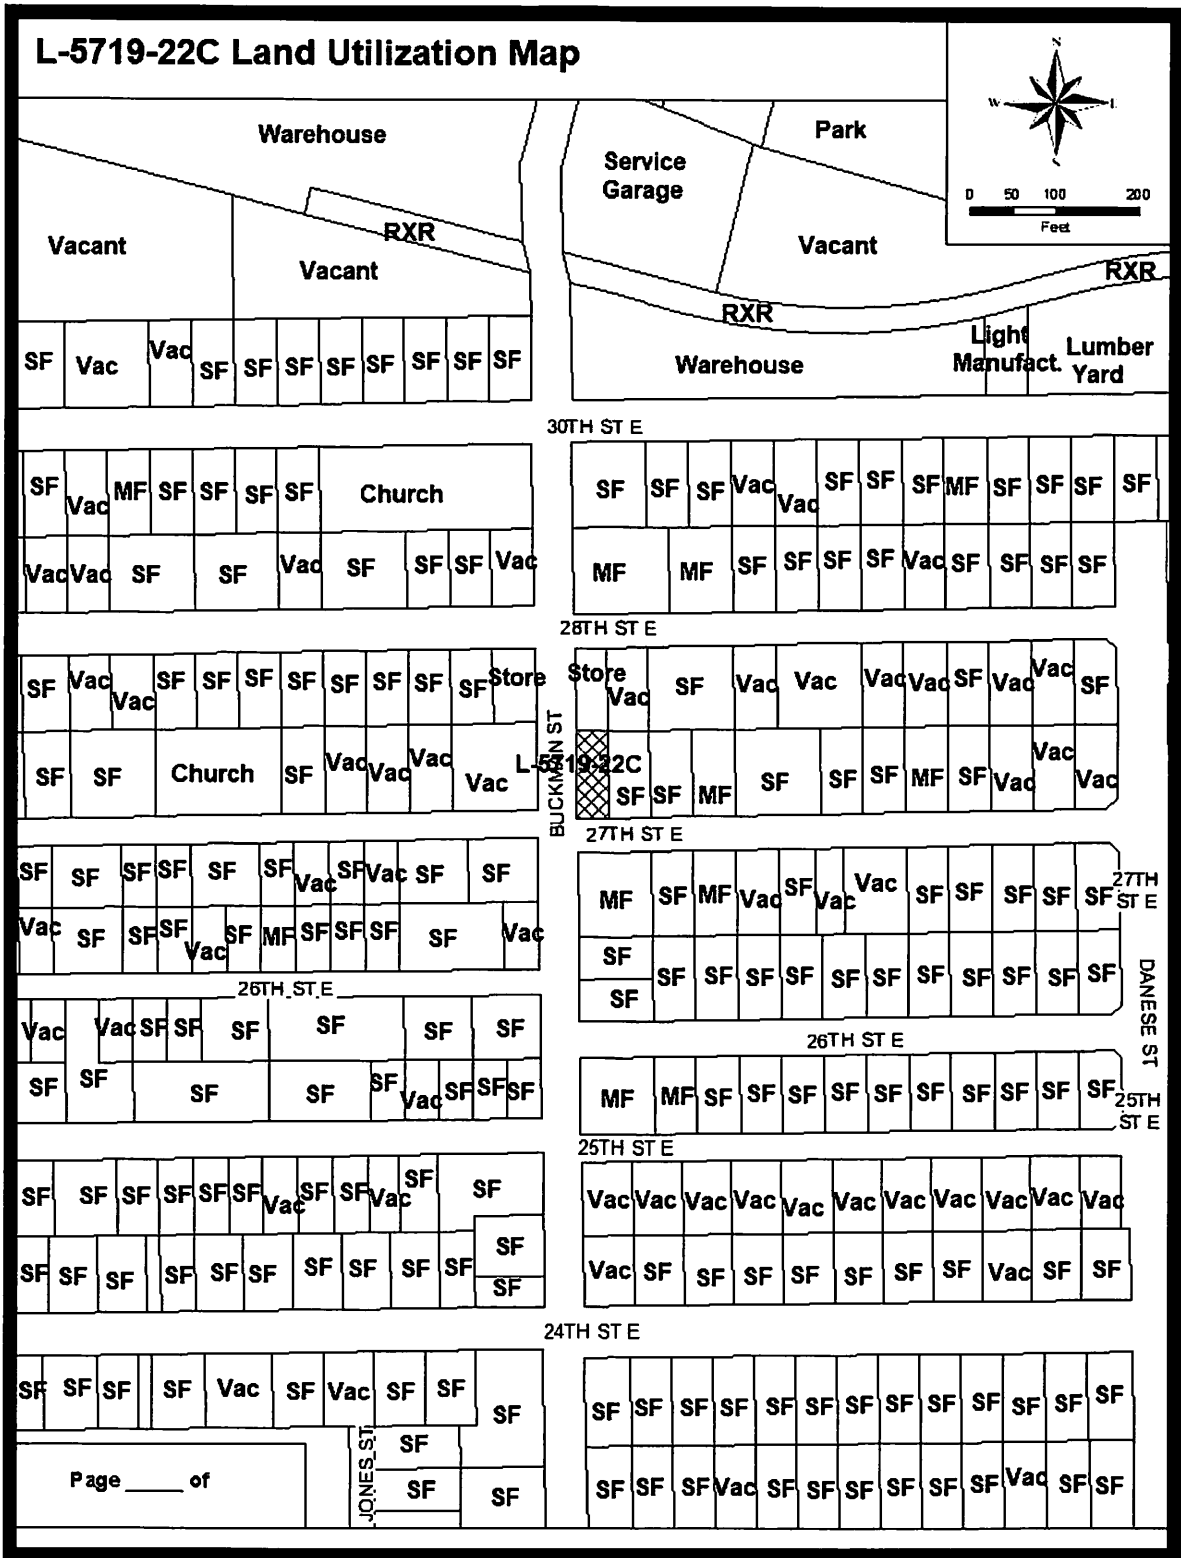 L-5719-22C Land Utilization Map
N
W
0 50 100 200
Feet
Warehouse
Service
Garage
Park
Vacant
RXR
Vacant
Vacant
RXR
RXR
Warehouse
Light
Manufact.
Lumber
Yard
SF Vac Vac SF SF SF SF SF SF SF SF
30TH ST E
SF Vac MF SF SF SF SF Church
SF SF SF Vac Vac SF SF SF MF SF SF SF SF
Vac Vac SF SF Vac SF SF SF Vac
MF MF SF SF SF SF Vac SF SF SF SF
28TH ST E
SF Vac Vac SF SF SF SF SF SF SF SF Store
Store Vac SF Vac Vac Vac Vac SF Vac Vac SF
BUCKMAN ST
SF SF Church SF Vac Vac Vac Vac
L-5719-22C
SF SF MF SF SF SF MF SF Vac Vac Vac
27TH ST E
SF SF SF SF SF SF Vac SF Vac SF SF
MF SF MF Vac SF Vac Vac SF SF SF SF SF
27TH
ST E
Vac SF SF SF Vac SF MF SF SF SF SF Vac
SF
SF
SF SF SF SF SF SF SF SF SF SF SF
DANESE ST
26TH ST E
26TH ST E
Vac Vac SF SF SF SF SF SF
SF SF SF SF SF Vac SF SF SF
MF MF SF SF SF SF SF SF SF SF SF SF
25TH
ST E
25TH ST E
SF SF SF SF SF SF Vac SF SF Vac SF SF
Vac Vac Vac Vac Vac Vac Vac Vac Vac Vac Vac
SF SF SF SF SF SF SF SF SF SF SF
SF
Vac SF SF SF SF SF SF SF Vac SF SF
24TH ST E
SF SF SF SF Vac SF Vac SF SF SF
SF SF SF SF SF SF SF SF SF SF SF SF
JONES ST
SF
SF SF
SF SF SF Vac SF SF SF SF SF SF Vac SF SF
Page _____ of